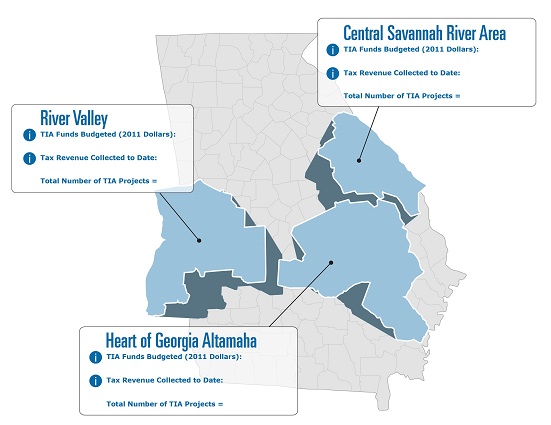 Central Savannah River Area
i TIA Funds Budgeted (2011 Dollars):
i Tax Revenue Collected to Date:
Total Number of TIA Projects =
River Valley
i TIA Funds Budgeted (2011 Dollars):
i Tax Revenue Collected to Date:
Total Number of TIA Projects =
Heart of Georgia Altamaha
i TIA Funds Budgeted (2011 Dollars):
i Tax Revenue Collected to Date:
Total Number of TIA Projects =